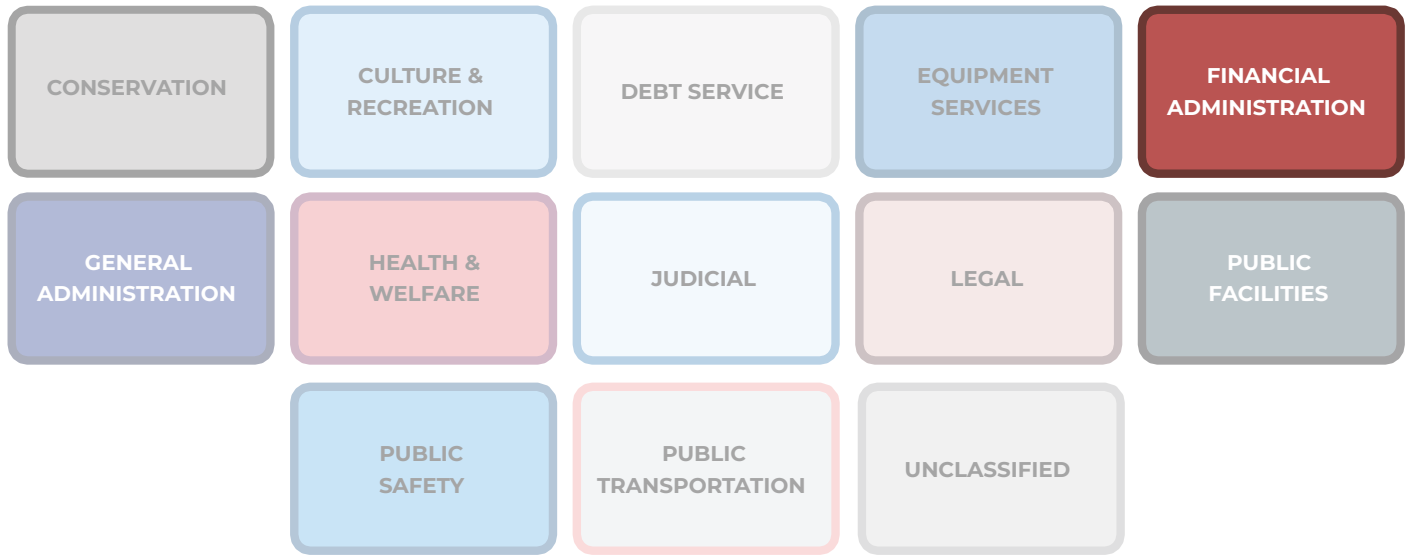 CONSERVATION
CULTURE &
RECREATION
DEBT SERVICE
EQUIPMENT
SERVICES
FINANCIAL
ADMINISTRATION
GENERAL
ADMINISTRATION
HEALTH &
WELFARE
JUDICIAL
LEGAL
PUBLIC
FACILITIES
PUBLIC
SAFETY
PUBLIC
TRANSPORTATION
UNCLASSIFIED